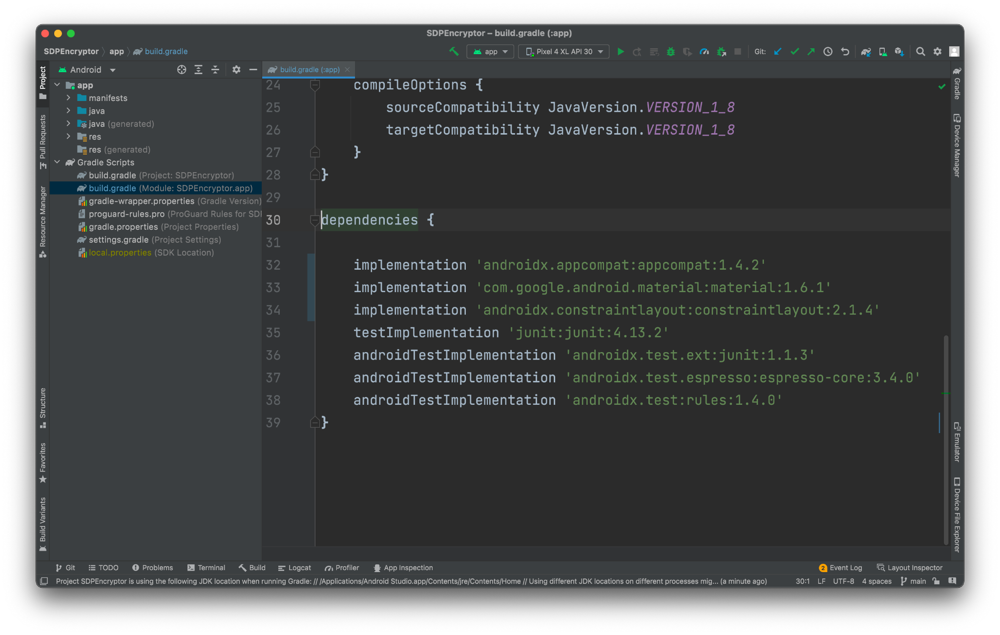 SDPEncryptor – build.gradle (:app)
SDPEncryptor app build.gradle
app
Pixel 4 XL API 30
Git:
Project
Pull Requests
Resource Manager
Structure
Favorites
Build Variants
Android
app
manifests
java
java (generated)
res
res (generated)
Gradle Scripts
build.gradle (Project: SDPEncryptor)
build.gradle (Module: SDPEncryptor.app)
gradle-wrapper.properties (Gradle Version)
proguard-rules.pro (ProGuard Rules for SDP
gradle.properties (Project Properties)
settings.gradle (Project Settings)
local.properties (SDK Location)
build.gradle (:app)
24 compileOptions {
25 sourceCompatibility JavaVersion.VERSION_1_8
26 targetCompatibility JavaVersion.VERSION_1_8
27 }
28 }
29
30 dependencies {
31
32 implementation 'androidx.appcompat:appcompat:1.4.2'
33 implementation 'com.google.android.material:material:1.6.1'
34 implementation 'androidx.constraintlayout:constraintlayout:2.1.4'
35 testImplementation 'junit:junit:4.13.2'
36 androidTestImplementation 'androidx.test.ext:junit:1.1.3'
37 androidTestImplementation 'androidx.test.espresso:espresso-core:3.4.0'
38 androidTestImplementation 'androidx.test:rules:1.4.0'
39 }
Gradle
Device Manager
Emulator
Device File Explorer
Git TODO Problems Terminal Build Logcat Profiler App Inspection 2 Event Log Layout Inspector
Project SDPEncryptor is using the following JDK location when running Gradle: // /Applications/Android Studio.app/Contents/jre/Contents/Home // Using different JDK locations on different processes mig... (a minute ago) 30:1 LF UTF-8 4 spaces main